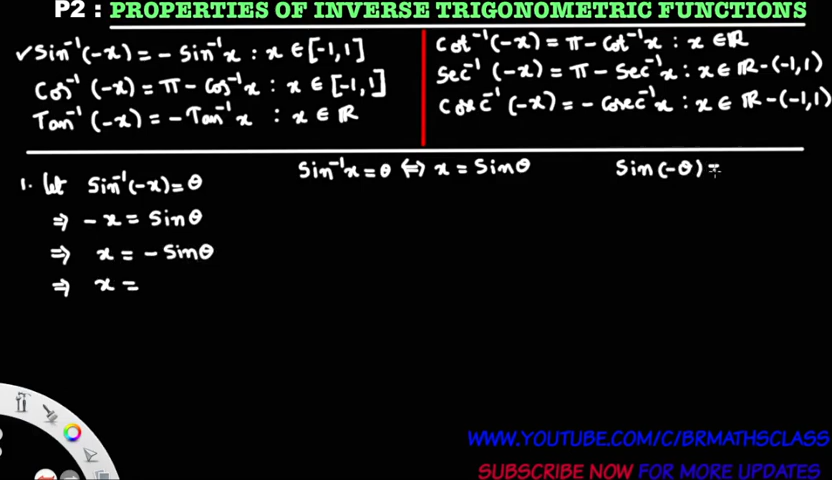 P2 : PROPERTIES OF INVERSE TRIGONOMETRIC FUNCTIONS
✓Sin⁻¹(-x) = - Sin⁻¹x : x ∈ [-1,1]
Cos⁻¹(-x) = π - Cos⁻¹x : x ∈ [-1,1]
Tan⁻¹(-x) = - Tan⁻¹x : x ∈ ℝ
Cot⁻¹(-x) = π - Cot⁻¹x : x ∈ ℝ
Sec⁻¹(-x) = π - Sec⁻¹x : x ∈ ℝ - (-1,1)
Cosec⁻¹(-x) = - Cosec⁻¹x : x ∈ ℝ - (-1,1)
1. let Sin⁻¹(-x) = θ
⇒ -x = Sinθ
⇒ x = - Sinθ
⇒ x =
Sin⁻¹x = θ ⇔ x = Sinθ
Sin(-θ) =
WWW.YOUTUBE.COM/C/BRMATHSCLASS
SUBSCRIBE NOW FOR MORE UPDATES